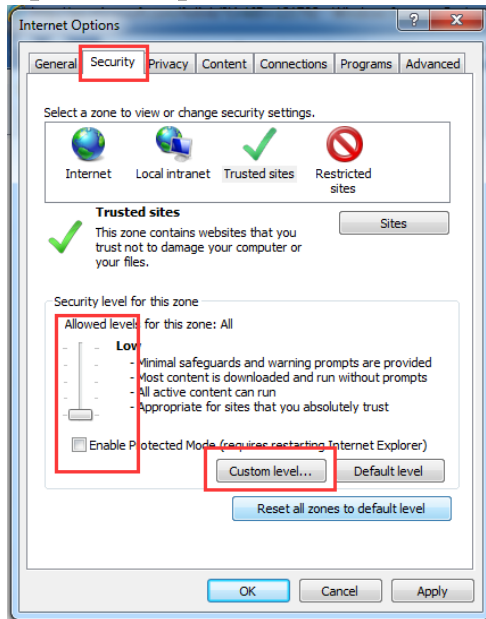 Internet Options
General Security Privacy Content Connections Programs Advanced
Select a zone to view or change security settings.
Internet Local intranet Trusted sites Restricted
sites
Trusted sites
Sites
This zone contains websites that you
trust not to damage your computer or
your files.
Security level for this zone
Allowed levels for this zone: All
Low
- Minimal safeguards and warning prompts are provided
- Most content is downloaded and run without prompts
- All active content can run
- Appropriate for sites that you absolutely trust
Enable Protected Mode (requires restarting Internet Explorer)
Custom level... Default level
Reset all zones to default level
OK Cancel Apply